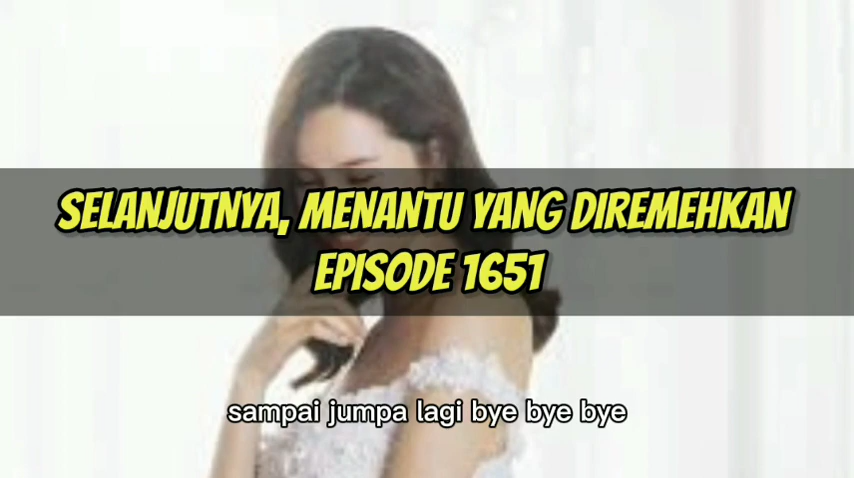 SELANJUTNYA, MENANTU YANG DIREMEHKAN
EPISODE 1651
sampai jumpa lagi bye bye bye